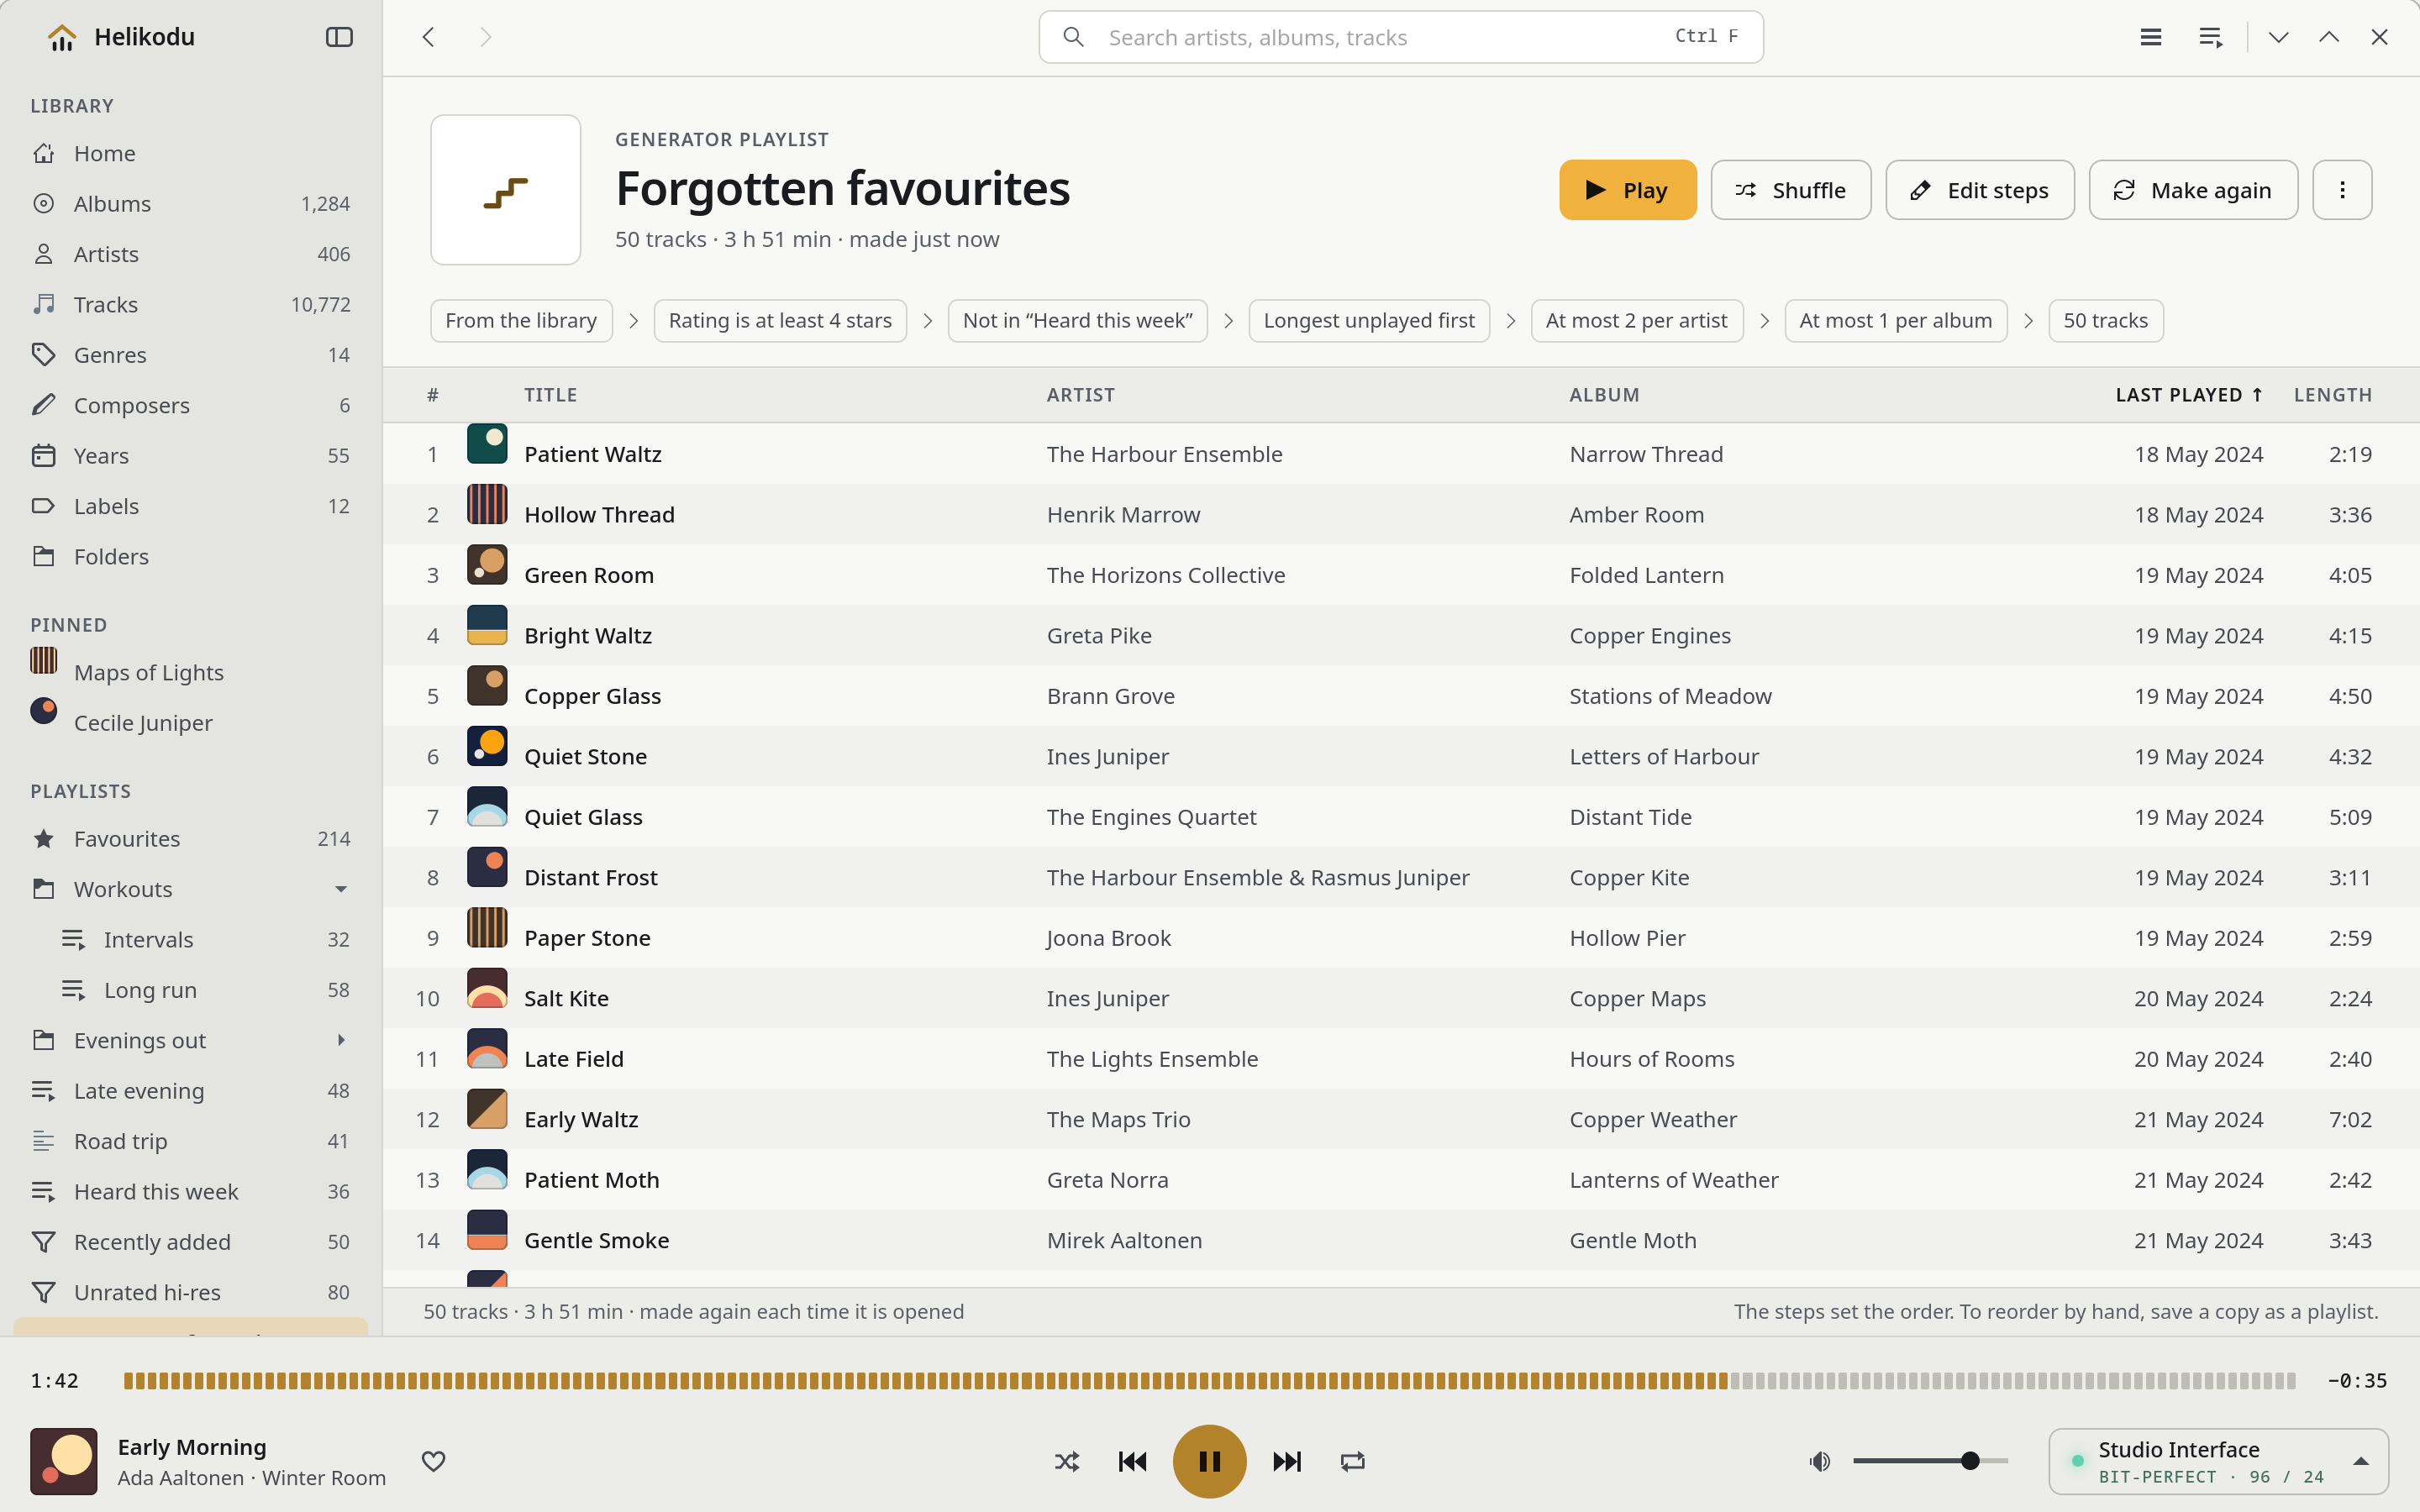 Helikodu
Search artists, albums, tracks
Ctrl F
LIBRARY
Home
Albums 1,284
Artists 406
Tracks 10,772
Genres 14
Composers 6
Years 55
Labels 12
Folders
PINNED
Maps of Lights
Cecile Juniper
PLAYLISTS
Favourites 214
Workouts
Intervals 32
Long run 58
Evenings out
Late evening 48
Road trip 41
Heard this week 36
Recently added 50
Unrated hi-res 80
GENERATOR PLAYLIST
Forgotten favourites
50 tracks · 3 h 51 min · made just now
Play
Shuffle
Edit steps
Make again
From the library
Rating is at least 4 stars
Not in “Heard this week”
Longest unplayed first
At most 2 per artist
At most 1 per album
50 tracks
# TITLE ARTIST ALBUM LAST PLAYED ↑ LENGTH
1 Patient Waltz The Harbour Ensemble Narrow Thread 18 May 2024 2:19
2 Hollow Thread Henrik Marrow Amber Room 18 May 2024 3:36
3 Green Room The Horizons Collective Folded Lantern 19 May 2024 4:05
4 Bright Waltz Greta Pike Copper Engines 19 May 2024 4:15
5 Copper Glass Brann Grove Stations of Meadow 19 May 2024 4:50
6 Quiet Stone Ines Juniper Letters of Harbour 19 May 2024 4:32
7 Quiet Glass The Engines Quartet Distant Tide 19 May 2024 5:09
8 Distant Frost The Harbour Ensemble & Rasmus Juniper Copper Kite 19 May 2024 3:11
9 Paper Stone Joona Brook Hollow Pier 19 May 2024 2:59
10 Salt Kite Ines Juniper Copper Maps 20 May 2024 2:24
11 Late Field The Lights Ensemble Hours of Rooms 20 May 2024 2:40
12 Early Waltz The Maps Trio Copper Weather 21 May 2024 7:02
13 Patient Moth Greta Norra Lanterns of Weather 21 May 2024 2:42
14 Gentle Smoke Mirek Aaltonen Gentle Moth 21 May 2024 3:43
50 tracks · 3 h 51 min · made again each time it is opened
The steps set the order. To reorder by hand, save a copy as a playlist.
1:42
−0:35
Early Morning
Ada Aaltonen · Winter Room
Studio Interface
BIT-PERFECT · 96 / 24